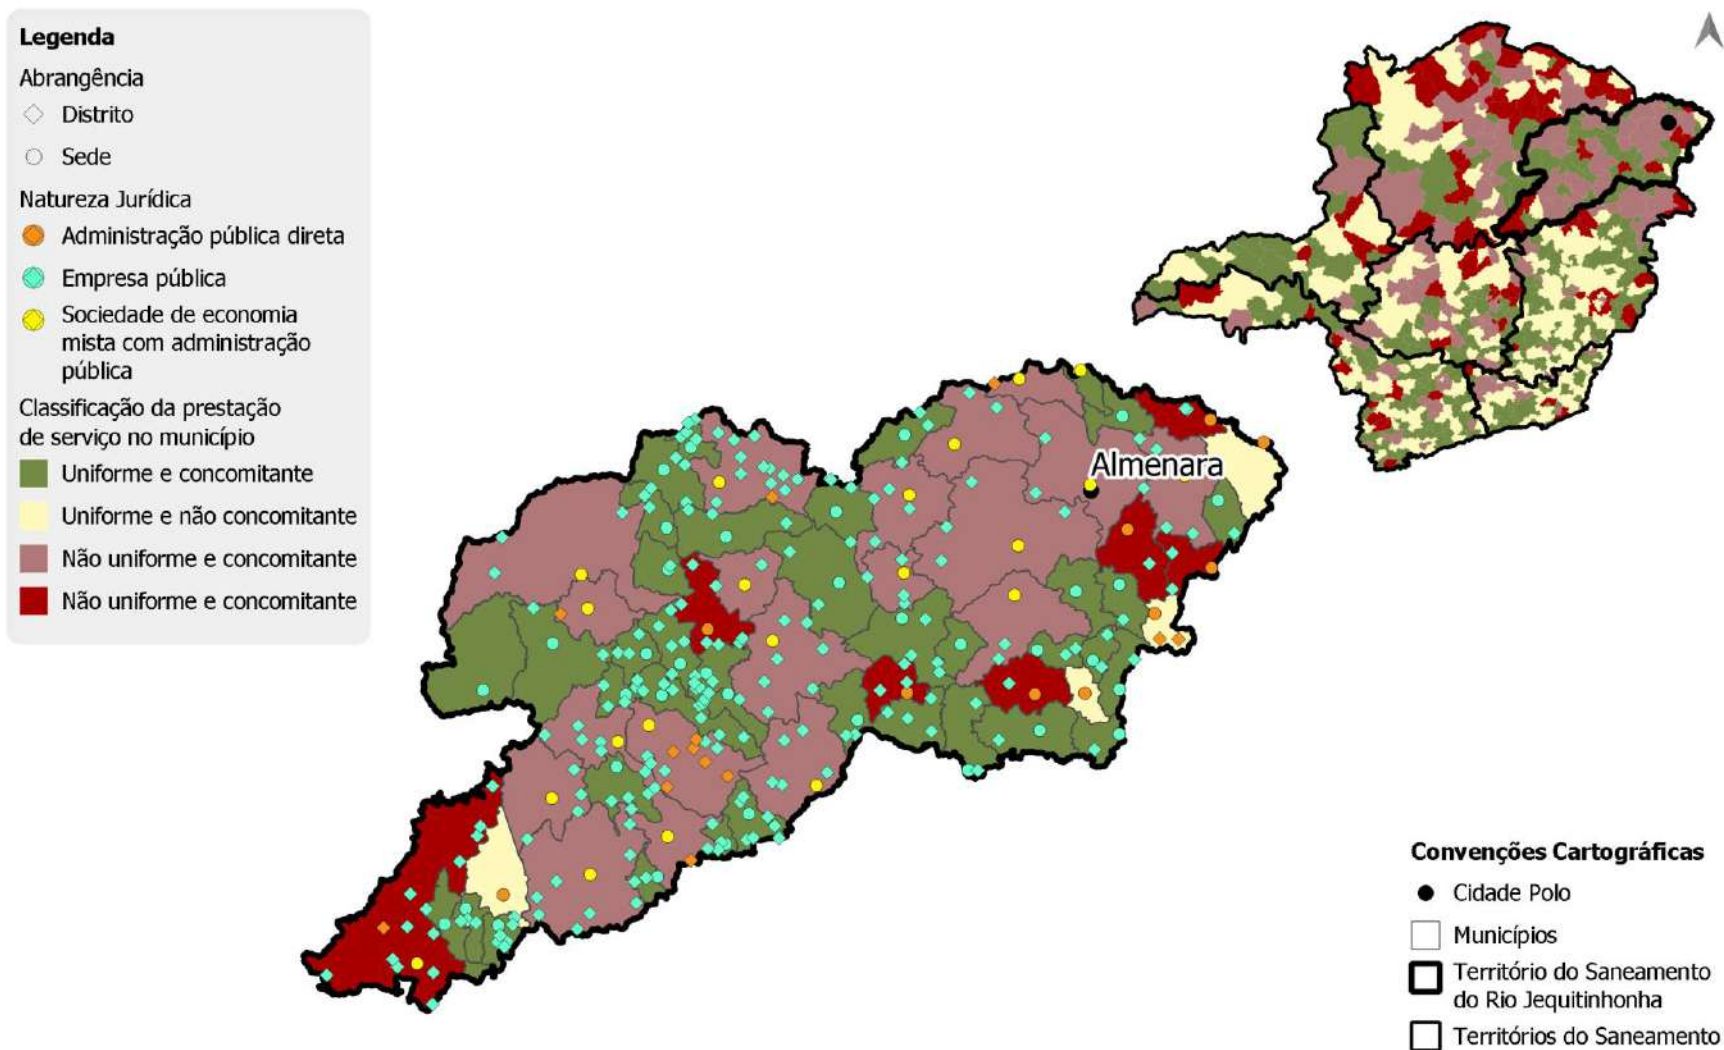 Legenda
Abrangência
Distrito
Sede
Natureza Jurídica
Administração pública direta
Empresa pública
Sociedade de economia
mista com administração
pública
Classificação da prestação
de serviço no município
Uniforme e concomitante
Uniforme e não concomitante
Não uniforme e concomitante
Não uniforme e concomitante
Almenara
Convenções Cartográficas
Cidade Polo
Municípios
Território do Saneamento
do Rio Jequitinhonha
Territórios do Saneamento